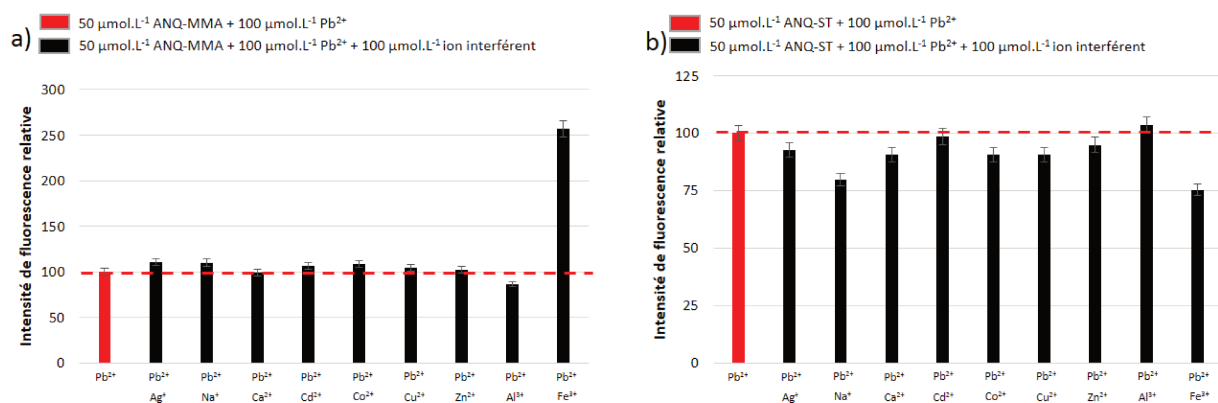 a)
50 µmol.L⁻¹ ANQ-MMA + 100 µmol.L⁻¹ Pb²⁺
50 µmol.L⁻¹ ANQ-MMA + 100 µmol.L⁻¹ Pb²⁺ + 100 µmol.L⁻¹ ion interférent
Intensité de fluorescence relative
300
250
200
150
100
50
0
Pb²⁺ Pb²⁺ Pb²⁺ Pb²⁺ Pb²⁺ Pb²⁺ Pb²⁺ Pb²⁺ Pb²⁺ Pb²⁺
Ag⁺ Na⁺ Ca²⁺ Cd²⁺ Co²⁺ Cu²⁺ Zn²⁺ Al³⁺ Fe³⁺
b)
50 µmol.L⁻¹ ANQ-ST + 100 µmol.L⁻¹ Pb²⁺
50 µmol.L⁻¹ ANQ-ST + 100 µmol.L⁻¹ Pb²⁺ + 100 µmol.L⁻¹ ion interférent
Intensité de fluorescence relative
125
100
75
50
25
0
Pb²⁺ Pb²⁺ Pb²⁺ Pb²⁺ Pb²⁺ Pb²⁺ Pb²⁺ Pb²⁺ Pb²⁺ Pb²⁺
Ag⁺ Na⁺ Ca²⁺ Cd²⁺ Co²⁺ Cu²⁺ Zn²⁺ Al³⁺ Fe³⁺